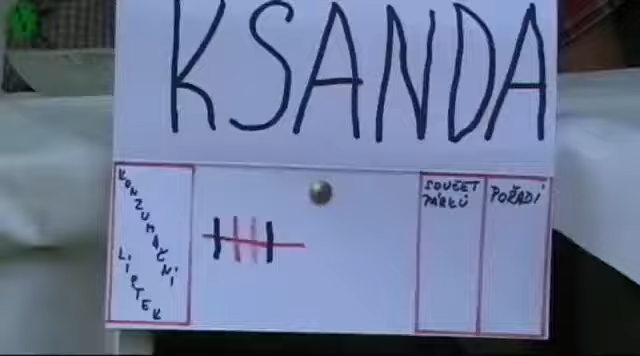 KSANDA
KONZUMAČNÍ
LÍSTEK
SOUČET
PÁRKŮ
POŘADÍ